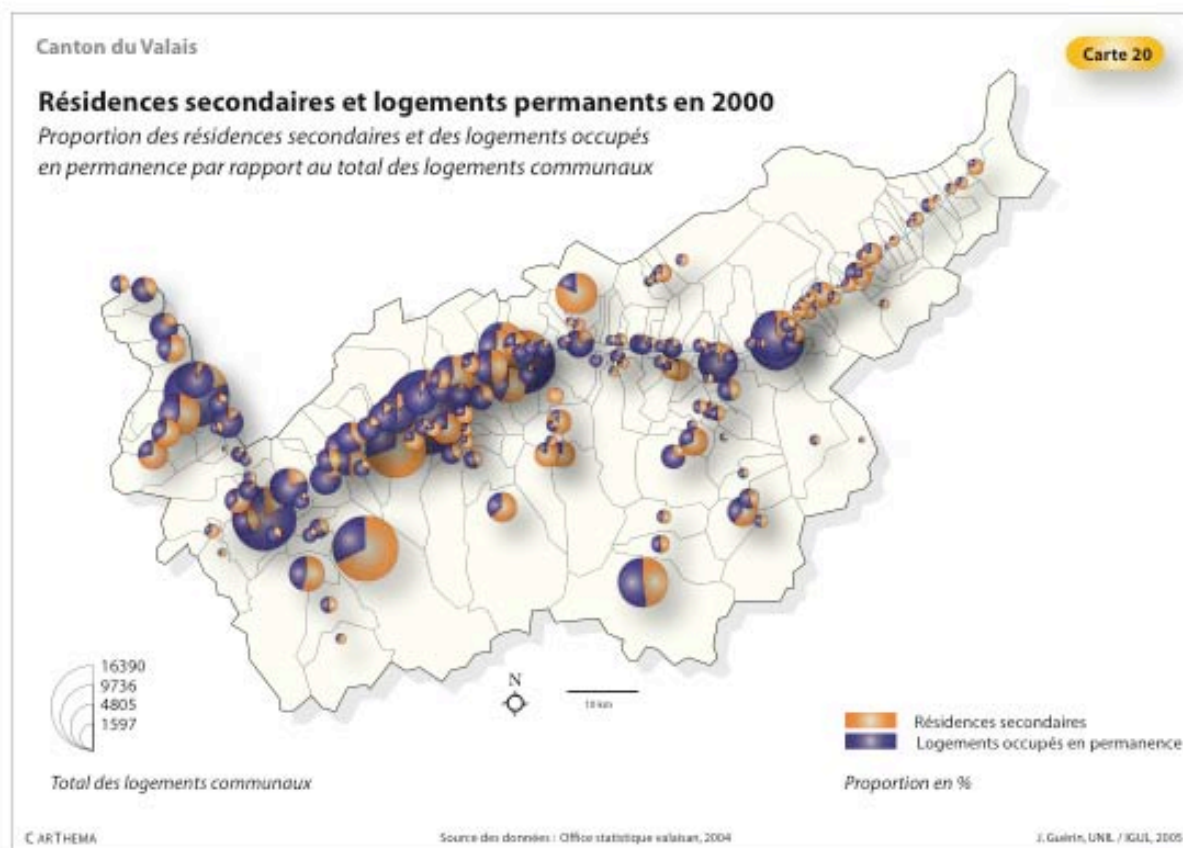 Canton du Valais
Carte 20
Résidences secondaires et logements permanents en 2000
Proportion des résidences secondaires et des logements occupés
en permanence par rapport au total des logements communaux
16390
9736
4805
1597
Total des logements communaux
N
10 km
Résidences secondaires
Logements occupés en permanence
Proportion en %
CARTHEMA
Source des données : Office statistique valaisan, 2004
J. Guérin, UNIL / IGUL, 2005